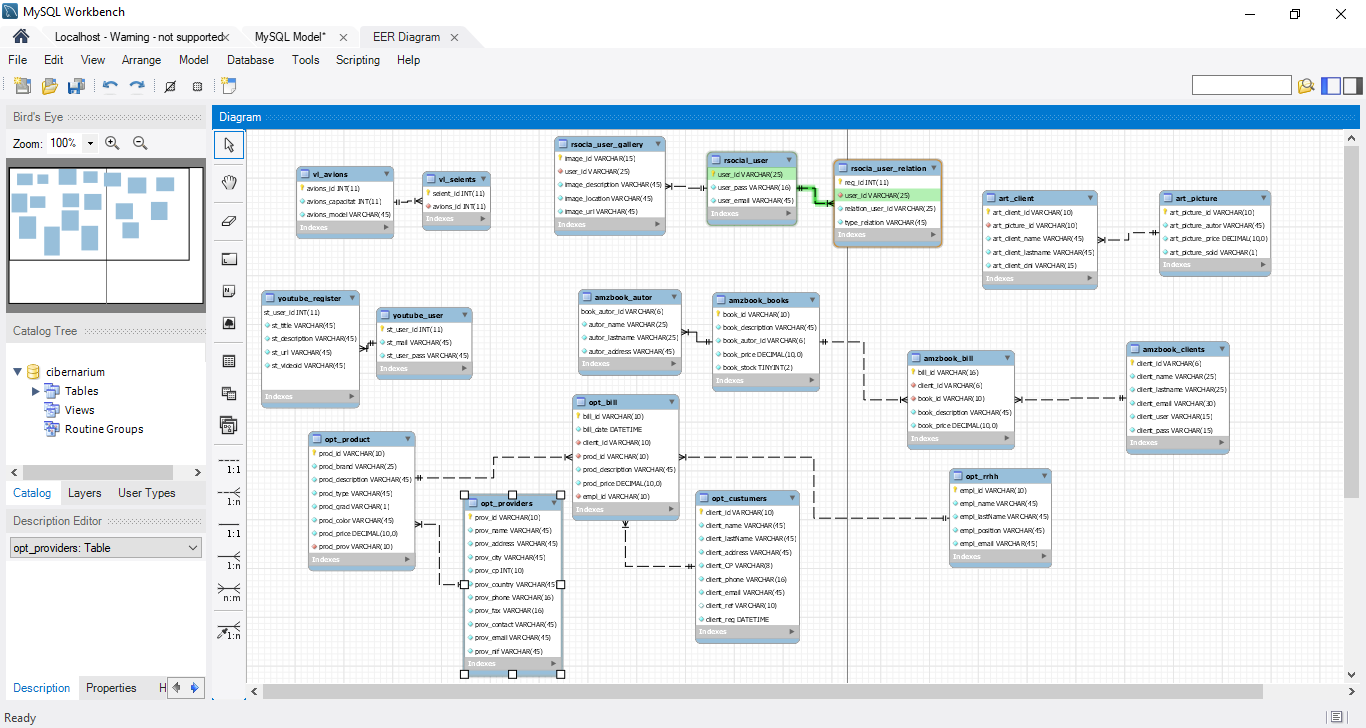 MySQL Workbench
Localhost - Warning - not supported
MySQL Model*
EER Diagram
File Edit View Arrange Model Database Tools Scripting Help
Bird's Eye
Zoom: 100%
Catalog Tree
cibernarium
Tables
Views
Routine Groups
Catalog Layers User Types
Description Editor
opt_providers: Table
Description Properties H
Ready
Diagram
1:1
1:n
1:1
1:n
n:m
1:n
vl_avions
avions_id INT(11)
avions_capacitat INT(11)
avions_model VARCHAR(45)
Indexes
vl_seients
seient_id INT(11)
avions_id INT(11)
Indexes
rsocia_user_gallery
image_id VARCHAR(15)
user_id VARCHAR(25)
image_description VARCHAR(45)
image_location VARCHAR(45)
image_url VARCHAR(45)
Indexes
rsocial_user
user_id VARCHAR(25)
user_pass VARCHAR(16)
user_email VARCHAR(45)
Indexes
rsocia_user_relation
reg_id INT(11)
user_id VARCHAR(25)
relation_user_id VARCHAR(25)
type_relation VARCHAR(45)
Indexes
art_client
art_client_id VARCHAR(10)
art_picture_id VARCHAR(10)
art_client_name VARCHAR(45)
art_client_lastname VARCHAR(45)
art_client_dni VARCHAR(15)
Indexes
art_picture
art_picture_id VARCHAR(10)
art_picture_autor VARCHAR(45)
art_picture_price DECIMAL(10,0)
art_picture_sold VARCHAR(1)
Indexes
youtube_register
st_user_id INT(11)
st_title VARCHAR(45)
st_description VARCHAR(45)
st_url VARCHAR(45)
st_videcid VARCHAR(45)
Indexes
youtube_user
st_user_id INT(11)
st_mail VARCHAR(45)
st_user_pass VARCHAR(45)
Indexes
amzbook_autor
book_autor_id VARCHAR(6)
autor_name VARCHAR(25)
autor_lastname VARCHAR(25)
autor_address VARCHAR(45)
Indexes
amzbook_books
book_id VARCHAR(10)
book_description VARCHAR(45)
book_autor_id VARCHAR(6)
book_price DECIMAL(10,0)
book_stock TINYINT(2)
Indexes
amzbook_bill
bill_id VARCHAR(16)
client_id VARCHAR(6)
book_id VARCHAR(10)
book_description VARCHAR(45)
book_price DECIMAL(10,0)
Indexes
amzbook_clients
client_id VARCHAR(6)
client_name VARCHAR(25)
client_lastname VARCHAR(25)
client_email VARCHAR(30)
client_user VARCHAR(15)
client_pass VARCHAR(15)
Indexes
opt_product
prod_id VARCHAR(10)
prod_brand VARCHAR(25)
prod_description VARCHAR(45)
prod_type VARCHAR(45)
prod_grad VARCHAR(1)
prod_color VARCHAR(45)
prod_price DECIMAL(10,0)
prod_prov VARCHAR(10)
Indexes
opt_bill
bill_id VARCHAR(10)
bill_date DATETIME
client_id VARCHAR(10)
prod_id VARCHAR(10)
prod_description VARCHAR(45)
prod_price DECIMAL(10,0)
empl_id VARCHAR(10)
Indexes
opt_providers
prov_id VARCHAR(10)
prov_name VARCHAR(45)
prov_address VARCHAR(45)
prov_city VARCHAR(45)
prov_cp INT(10)
prov_country VARCHAR(45)
prov_phone VARCHAR(16)
prov_fax VARCHAR(16)
prov_contact VARCHAR(45)
prov_email VARCHAR(45)
prov_nif VARCHAR(45)
Indexes
opt_custumers
client_id VARCHAR(10)
client_name VARCHAR(45)
client_lastName VARCHAR(45)
client_address VARCHAR(45)
client_CP VARCHAR(8)
client_phone VARCHAR(16)
client_email VARCHAR(45)
client_ref VARCHAR(10)
client_reg DATETIME
Indexes
opt_rrhh
empl_id VARCHAR(10)
empl_name VARCHAR(45)
empl_lastName VARCHAR(45)
empl_position VARCHAR(45)
empl_email VARCHAR(45)
Indexes